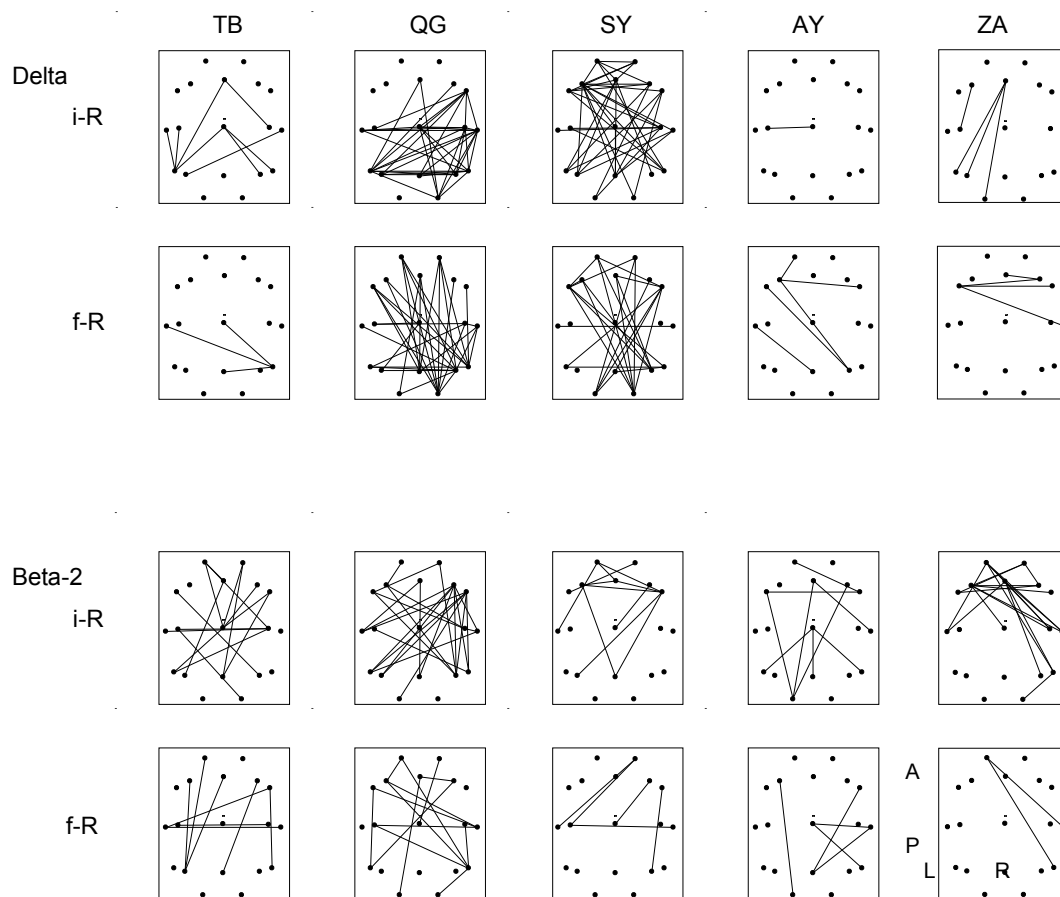 TB QG SY AY ZA
Delta
i-R
f-R
Beta-2
i-R
f-R
A
P
L R